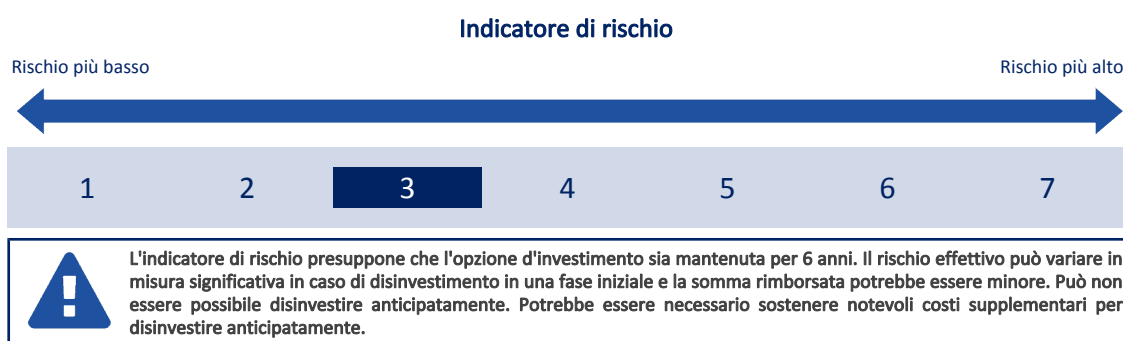 Indicatore di rischio
Rischio più basso
Rischio più alto
1 2 3 4 5 6 7
L'indicatore di rischio presuppone che l'opzione d'investimento sia mantenuta per 6 anni. Il rischio effettivo può variare in
misura significativa in caso di disinvestimento in una fase iniziale e la somma rimborsata potrebbe essere minore. Può non
essere possibile disinvestire anticipatamente. Potrebbe essere necessario sostenere notevoli costi supplementari per
disinvestire anticipatamente.